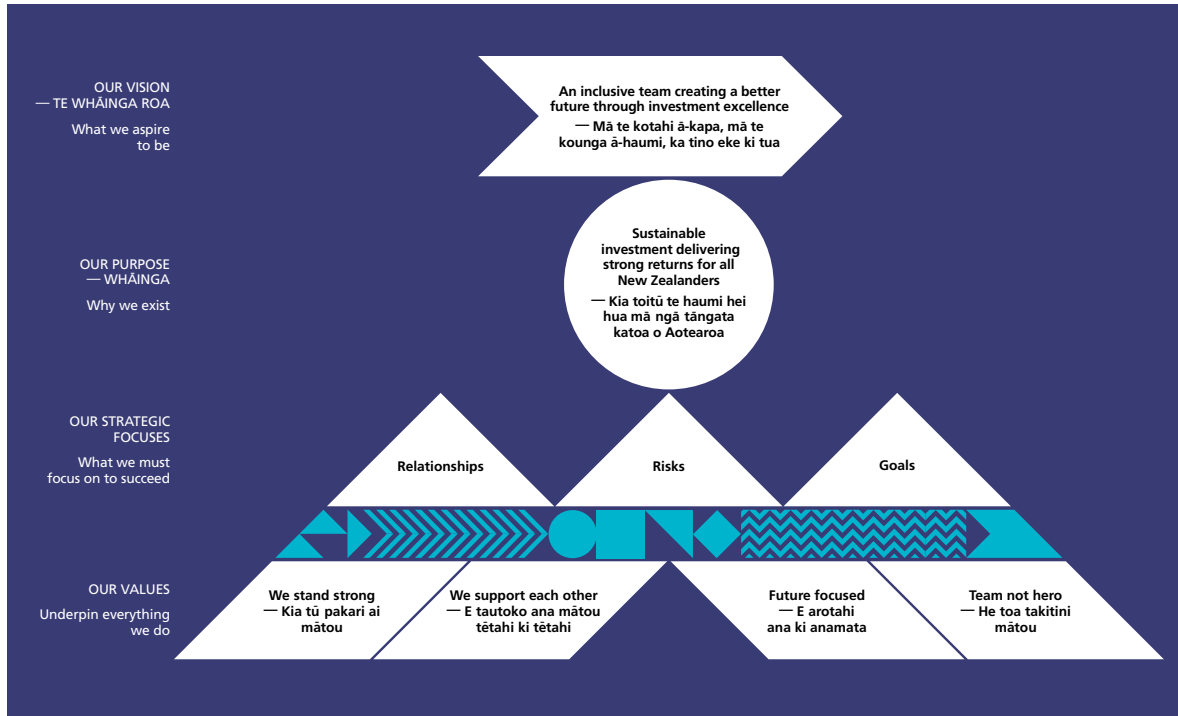 OUR VISION
— TE WHĀINGA ROA
What we aspire
to be
An inclusive team creating a better
future through investment excellence
— Mā te kotahi ā-kapa, mā te
kounga ā-haumi, ka tino eke ki tua
OUR PURPOSE
— WHĀINGA
Why we exist
Sustainable
investment delivering
strong returns for all
New Zealanders
— Kia toitū te haumi hei
hua mā ngā tāngata
katoa o Aotearoa
OUR STRATEGIC
FOCUSES
What we must
focus on to succeed
Relationships
Risks
Goals
OUR VALUES
Underpin everything
we do
We stand strong
— Kia tū pakari ai
mātou
We support each other
— E tautoko ana mātou
tētahi ki tētahi
Future focused
— E arotahi
ana ki anamata
Team not hero
— He toa takitini
mātou